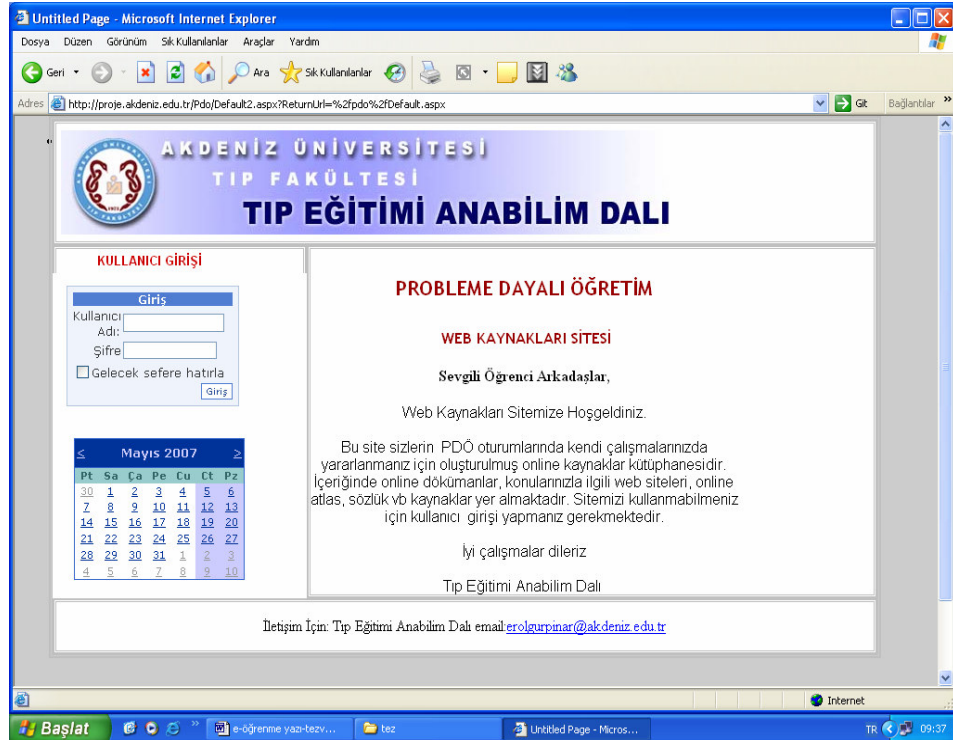 Untitled Page - Microsoft Internet Explorer
Dosya Düzen Görünüm Sık Kullanılanlar Araçlar Yardım
Geri Ara Sık Kullanılanlar
Adres http://proje.akdeniz.edu.tr/Pdo/Default2.aspx?ReturnUrl=%2fpdo%2fDefault.aspx Git Bağlantılar »
AKDENİZ ÜNİVERSİTESİ
TIP FAKÜLTESİ
TIP EĞİTİMİ ANABİLİM DALI
KULLANICI GİRİŞİ
Giriş
Kullanıcı
Adı:
Şifre
Gelecek sefere hatırla
Giriş
< Mayıs 2007 >
Pt Sa Ça Pe Cu Ct Pz
30 1 2 3 4 5 6
7 8 9 10 11 12 13
14 15 16 17 18 19 20
21 22 23 24 25 26 27
28 29 30 31 1 2 3
4 5 6 7 8 9 10
PROBLEME DAYALI ÖĞRETİM
WEB KAYNAKLARI SİTESİ
Sevgili Öğrenci Arkadaşlar,
Web Kaynakları Sitemize Hoşgeldiniz.
Bu site sizlerin PDÖ oturumlarında kendi çalışmalarınızda
yararlanmanız için oluşturulmuş online kaynaklar kütüphanesidir.
İçeriğinde online dökümanlar, konularınızla ilgili web siteleri, online
atlas, sözlük vb kaynaklar yer almaktadır. Sitemizi kullanmabilmeniz
için kullanıcı girişi yapmanız gerekmektedir.
İyi çalışmalar dileriz
Tıp Eğitimi Anabilim Dalı
İletişim İçin: Tıp Eğitimi Anabilim Dalı email:erolgurpinar@akdeniz.edu.tr
Internet
Başlat » e-öğrenme yazı-tezv... tez Untitled Page - Micros... TR 09:37